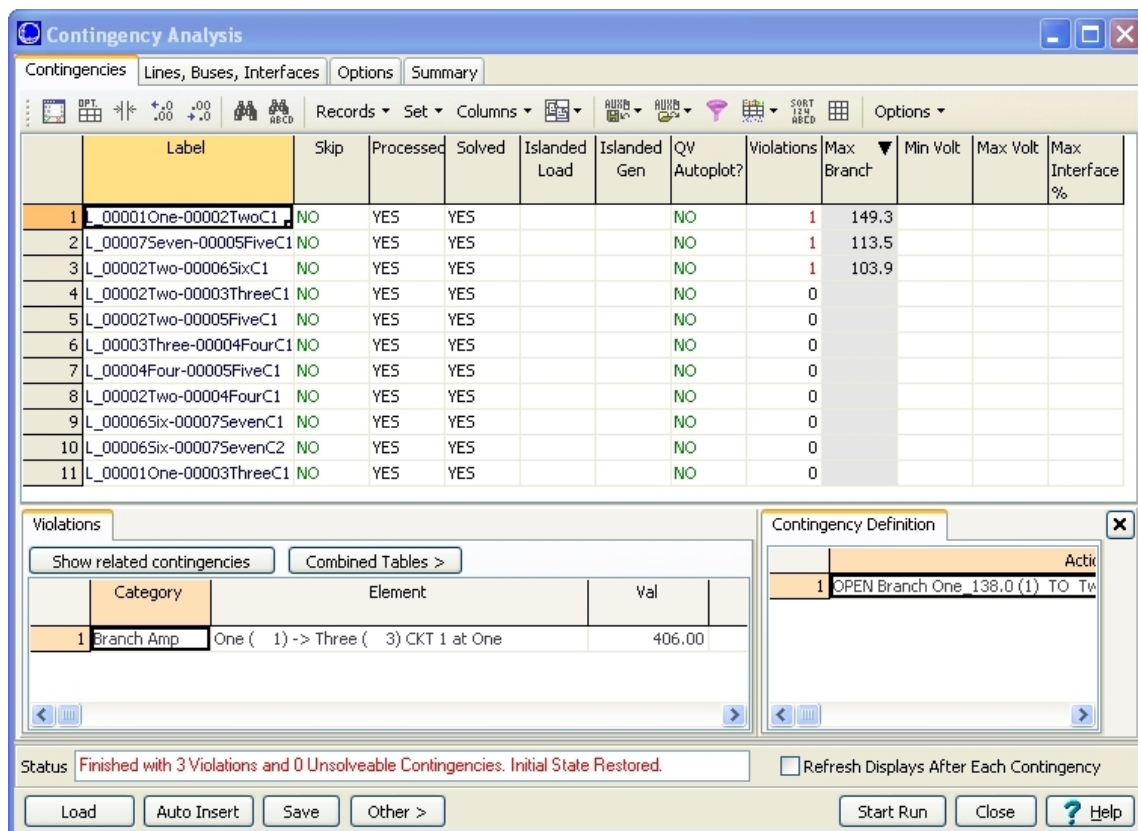 Contingency Analysis
Contingencies Lines, Buses, Interfaces Options Summary
Records Set Columns Options
Label Skip Processed Solved Islanded Load Islanded Gen QV Autoplot? Violations Max Branch Min Volt Max Volt Max Interface %
1 L_00001One-00002TwoC1 NO YES YES NO 1 149.3
2 L_00007Seven-00005FiveC1 NO YES YES NO 1 113.5
3 L_00002Two-00006SixC1 NO YES YES NO 1 103.9
4 L_00002Two-00003ThreeC1 NO YES YES NO 0
5 L_00002Two-00005FiveC1 NO YES YES NO 0
6 L_00003Three-00004FourC1 NO YES YES NO 0
7 L_00004Four-00005FiveC1 NO YES YES NO 0
8 L_00002Two-00004FourC1 NO YES YES NO 0
9 L_00006Six-00007SevenC1 NO YES YES NO 0
10 L_00006Six-00007SevenC2 NO YES YES NO 0
11 L_00001One-00003ThreeC1 NO YES YES NO 0
Violations Contingency Definition
Show related contingencies Combined Tables >
Category Element Val
1 Branch Amp One ( 1) -> Three ( 3) CKT 1 at One 406.00
Actio
1 OPEN Branch One_138.0 (1) TO Tw
Status Finished with 3 Violations and 0 Unsolveable Contingencies. Initial State Restored. Refresh Displays After Each Contingency
Load Auto Insert Save Other > Start Run Close ? Help